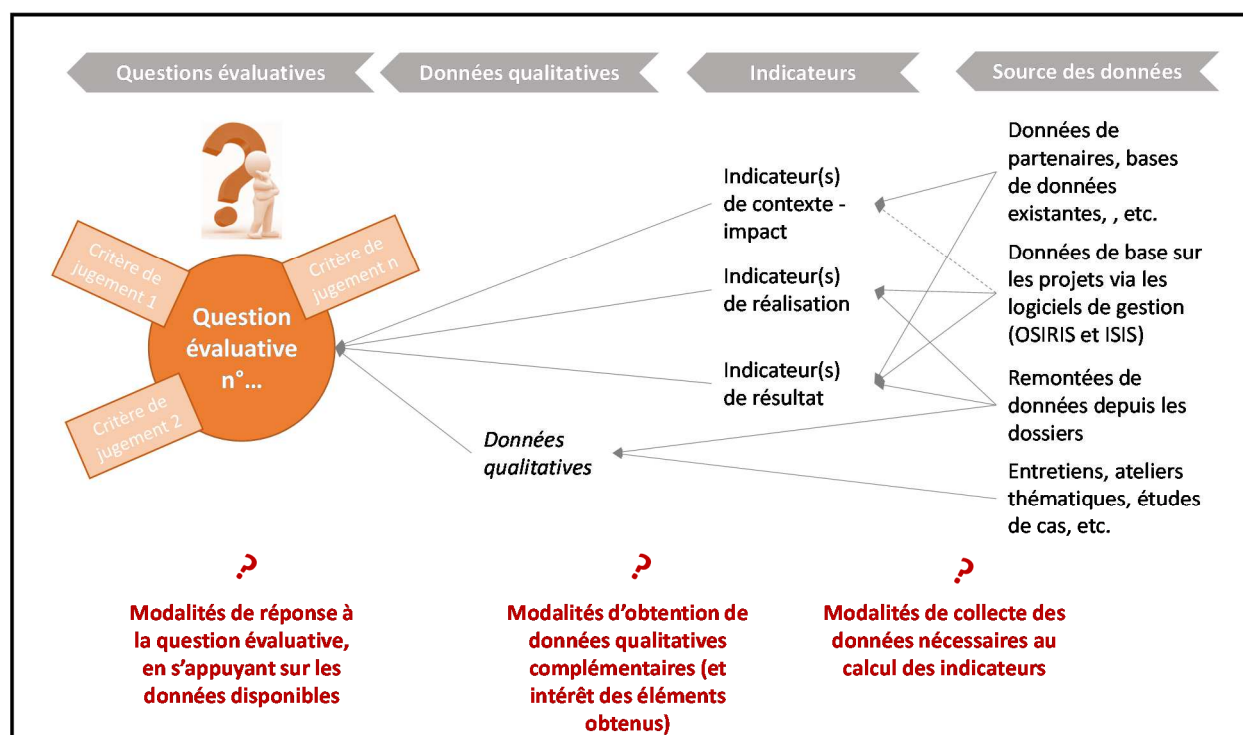 Questions évaluatives
Données qualitatives
Indicateurs
Source des données
Critère de
jugement 1
Critère de
jugement n
Question
évaluative
n°...
Critère de
jugement 2
Données
qualitatives
Indicateur(s)
de contexte -
impact
Indicateur(s)
de réalisation
Indicateur(s)
de résultat
Données de
partenaires, bases
de données
existantes, , etc.
Données de base sur
les projets via les
logiciels de gestion
(OSIRIS et ISIS)
Remontées de
données depuis les
dossiers
Entretiens, ateliers
thématiques, études
de cas, etc.
?
Modalités de réponse à
la question évaluative,
en s'appuyant sur les
données disponibles
?
Modalités d'obtention de
données qualitatives
complémentaires (et
intérêt des éléments
obtenus)
?
Modalités de collecte des
données nécessaires au
calcul des indicateurs